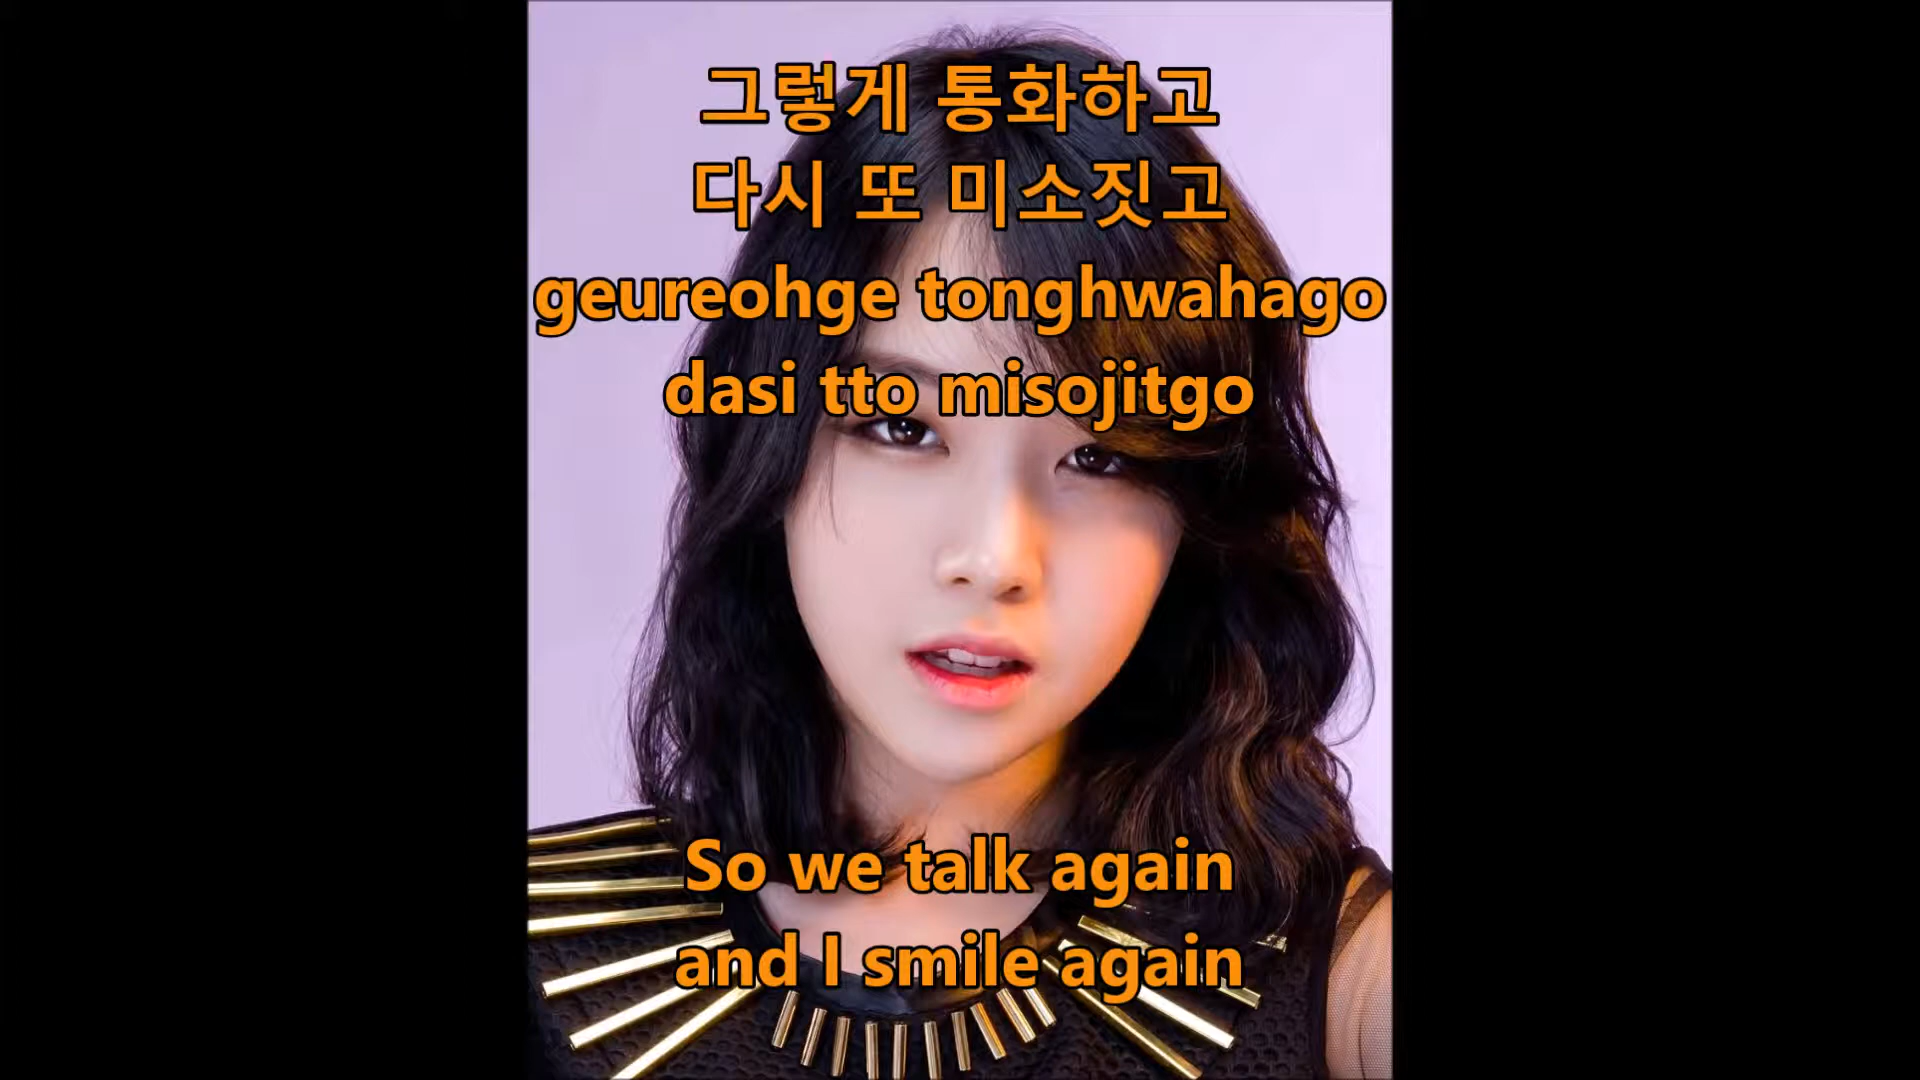 그렇게 통화하고
다시 또 미소짓고
geureohge tonghwahago
dasi tto misojitgo
So we talk again
and I smile again